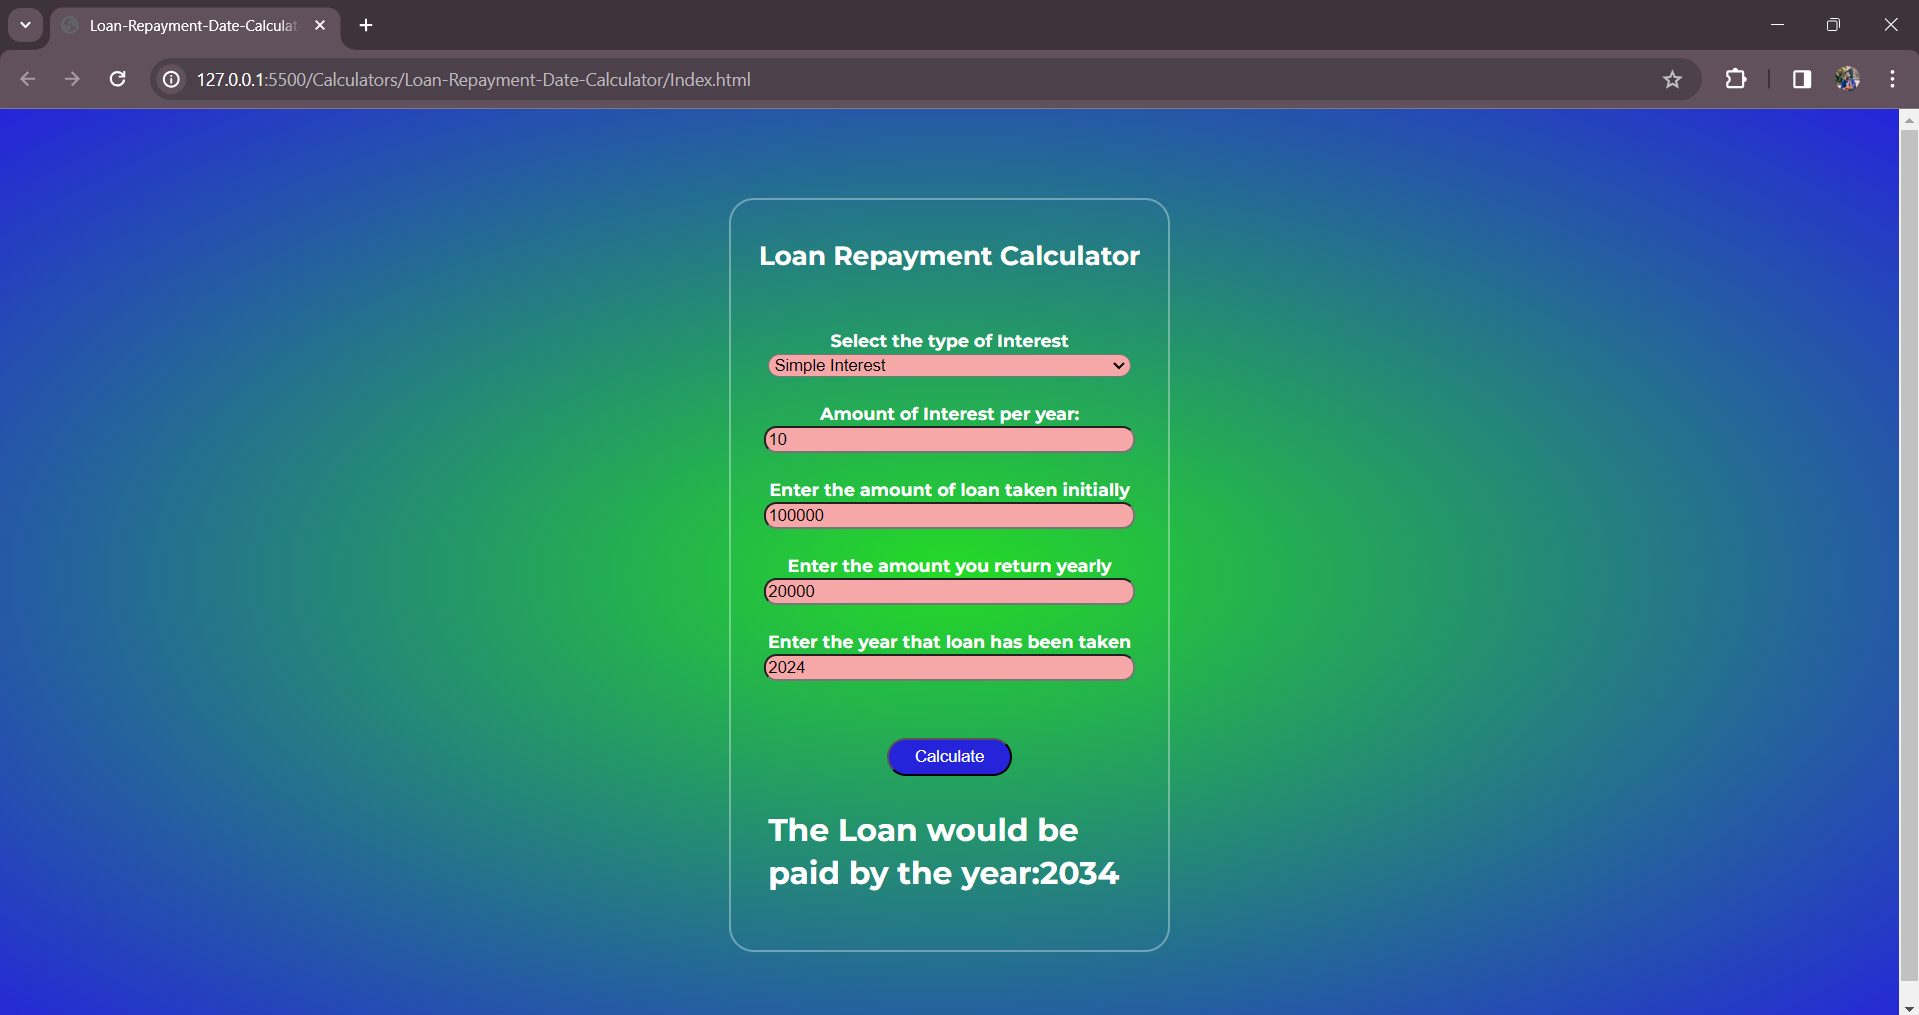 Loan-Repayment-Date-Calculat
127.0.0.1:5500/Calculators/Loan-Repayment-Date-Calculator/Index.html
Loan Repayment Calculator
Select the type of Interest
Simple Interest
Amount of Interest per year:
10
Enter the amount of loan taken initially
100000
Enter the amount you return yearly
20000
Enter the year that loan has been taken
2024
Calculate
The Loan would be
paid by the year:2034